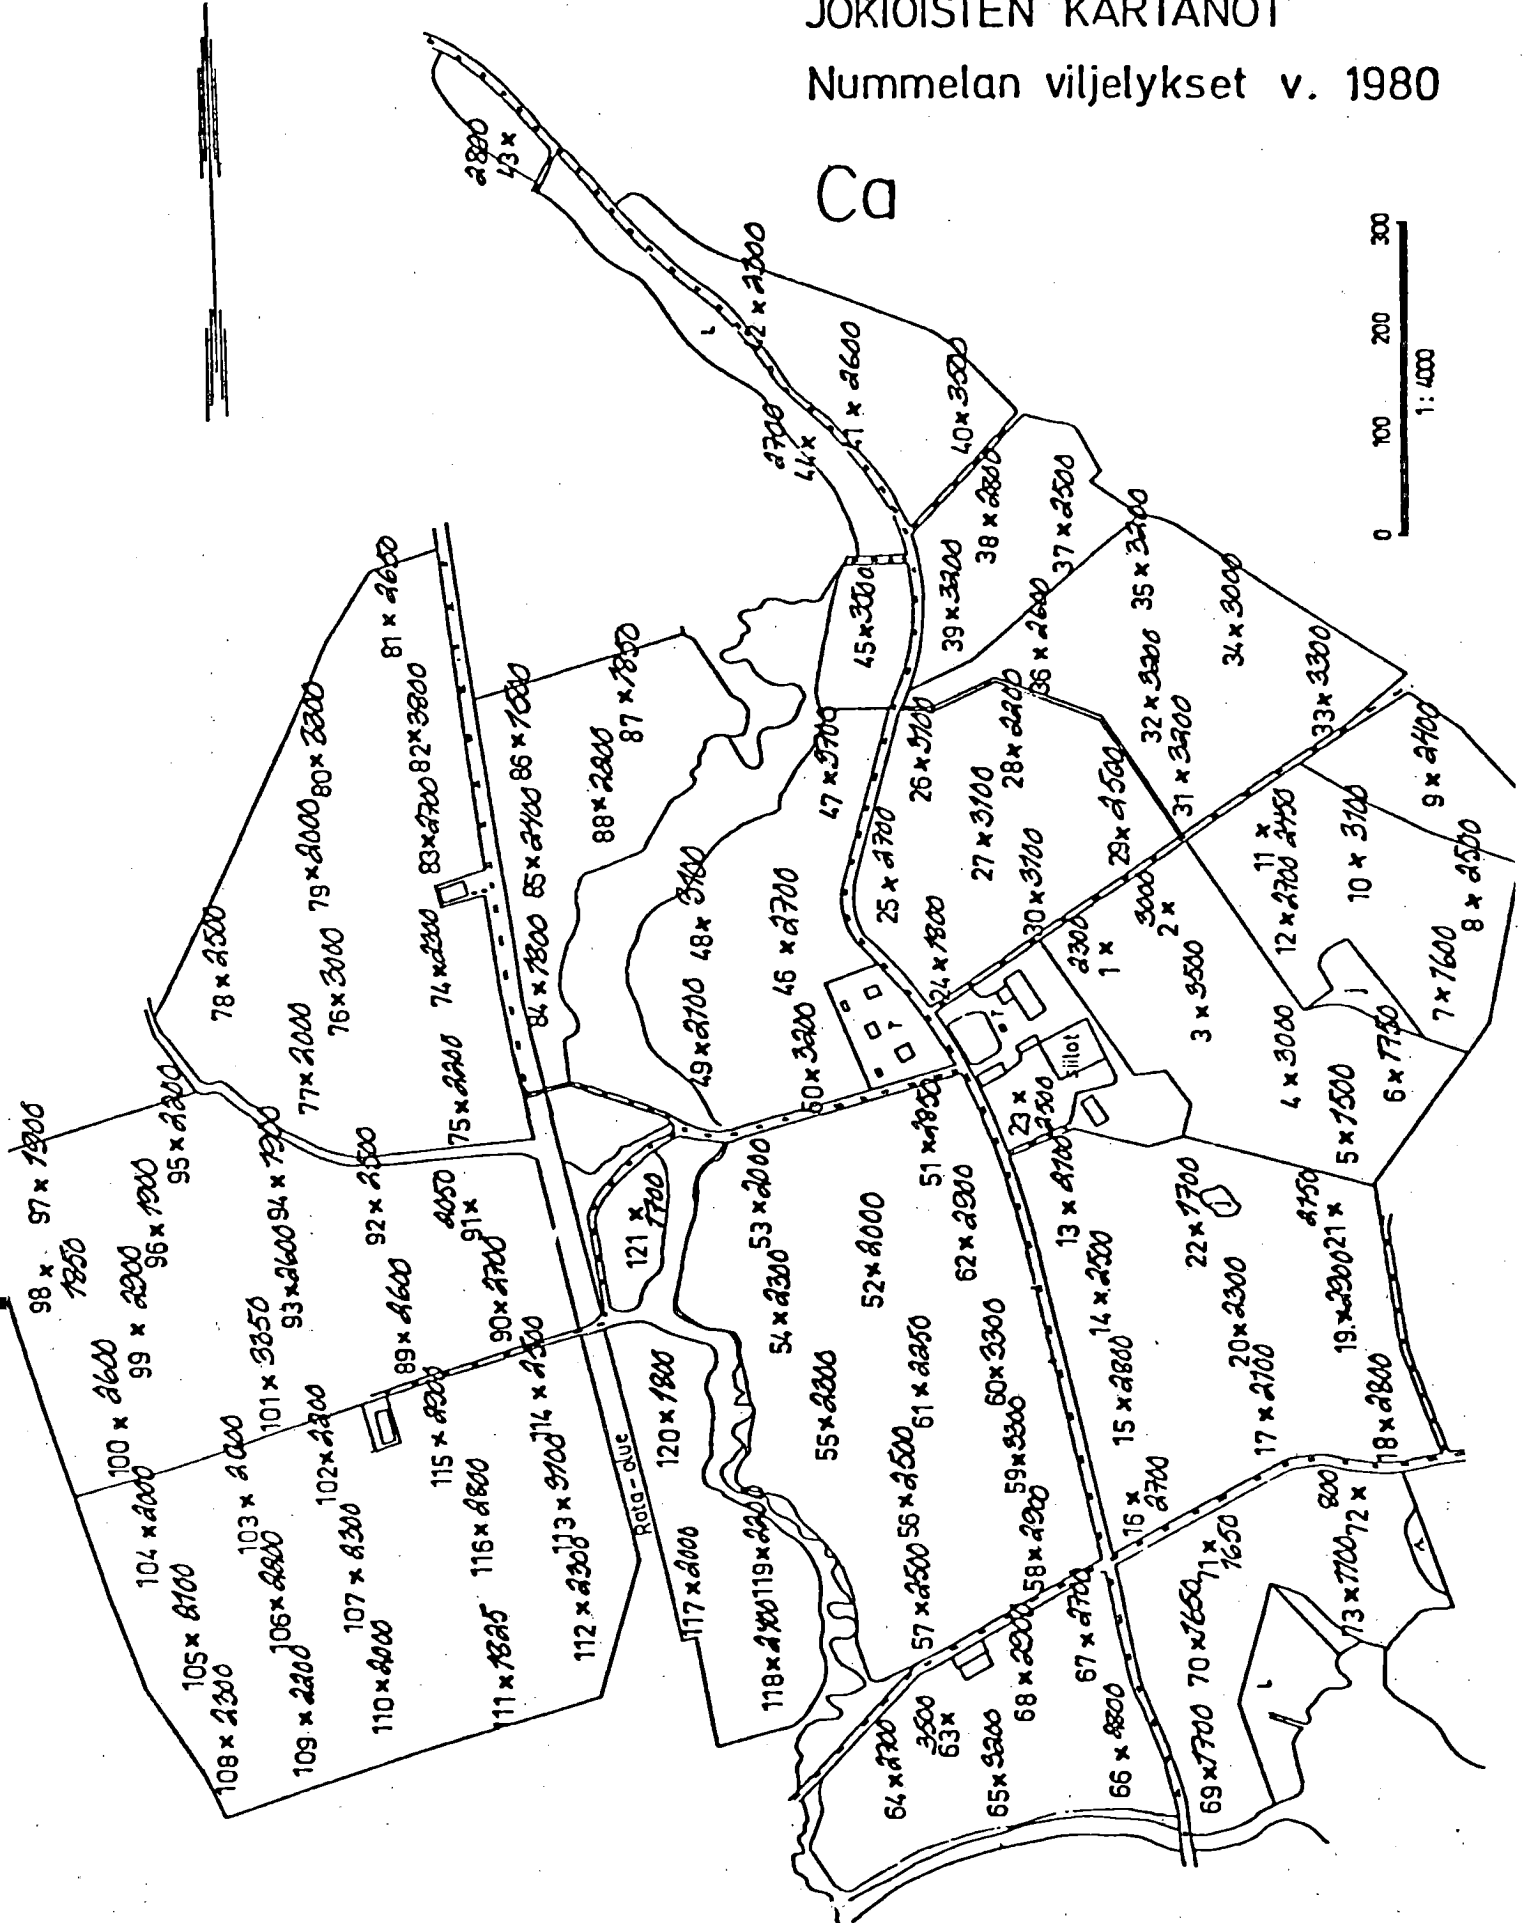 JOKIOISTEN KARTANOT
Nummelan viljelykset v. 1980
Ca
0 100 200 300
1:4000
2800
43 x
42 x 2300
41 x 2600
40 x 3500
2700
44 x
45 x 3000
39 x 3200
38 x 2800
37 x 2500
36 x 2600
35 x 3200
34 x 3000
33 x 3300
32 x 3200
31 x 3200
47 x 3700
26 x 3100
28 x 2200
27 x 3100
25 x 2700
29 x 2500
30 x 3100
24 x 1800
46 x 2700
48 x 3100
49 x 2100
50 x 3200
T
T
Siilot
23 x
2500
2300
1 x
3000
2 x
3 x 3500
4 x 3000
5 x 1500
6 x 1750
7 x 1600
8 x 2500
9 x 2400
10 x 3100
11 x
2450
12 x 2700
81 x 2650
80 x 3300
82 x 3800
83 x 2700
79 x 2000
78 x 2500
76 x 3000
77 x 2000
74 x 2300
75 x 2200
86 x 1600
85 x 2400
84 x 1800
87 x 1850
88 x 2000
97 x 1900
98 x
1850
95 x 2200
96 x 1900
99 x 2900
100 x 2600
94 x 1900
93 x 2600
101 x 3350
92 x 2500
2050
91 x
89 x 2600
90 x 2700
104 x 2000
103 x 2000
102 x 2200
105 x 2100
106 x 2200
107 x 2300
108 x 2300
109 x 2200
110 x 2000
115 x 2900
114 x 2300
116 x 2800
113 x 3100
112 x 2300
111 x 1825
Rata-alue
121 x
1700
120 x 1800
117 x 2000
119 x 2200
118 x 2400
53 x 2000
54 x 2300
52 x 2000
51 x 2850
62 x 2900
55 x 2300
61 x 2250
60 x 3300
56 x 2500
59 x 3300
57 x 2500
58 x 2900
13 x 2100
14 x 2500
15 x 2800
16 x
2700
22 x 1700
20 x 2300
17 x 2100
2150
21 x
19 x 2900
18 x 2800
800
72 x
71 x
1650
73 x 1100
70 x 1650
69 x 1700
67 x 2700
68 x 2900
66 x 2800
65 x 3200
3500
63 x
64 x 2700
L
L